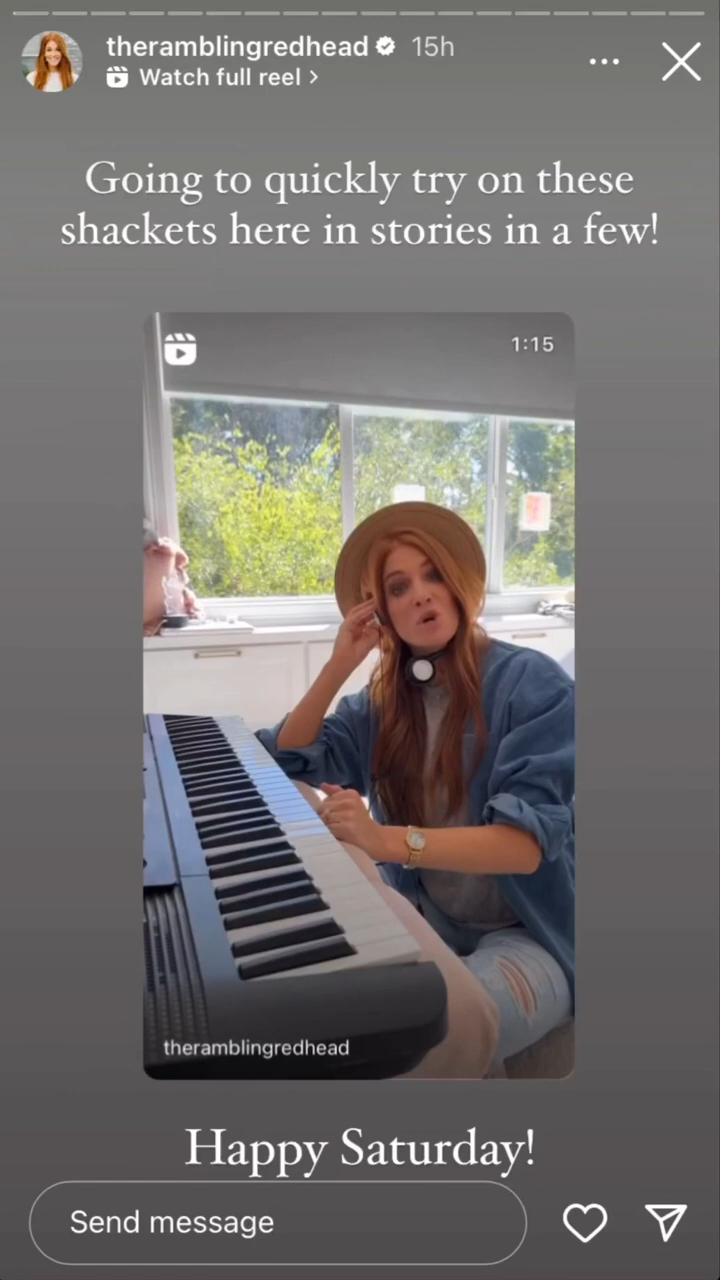 theramblingredhead 15h
Watch full reel >
Going to quickly try on these
shackets here in stories in a few!
1:15
theramblingredhead
Happy Saturday!
Send message